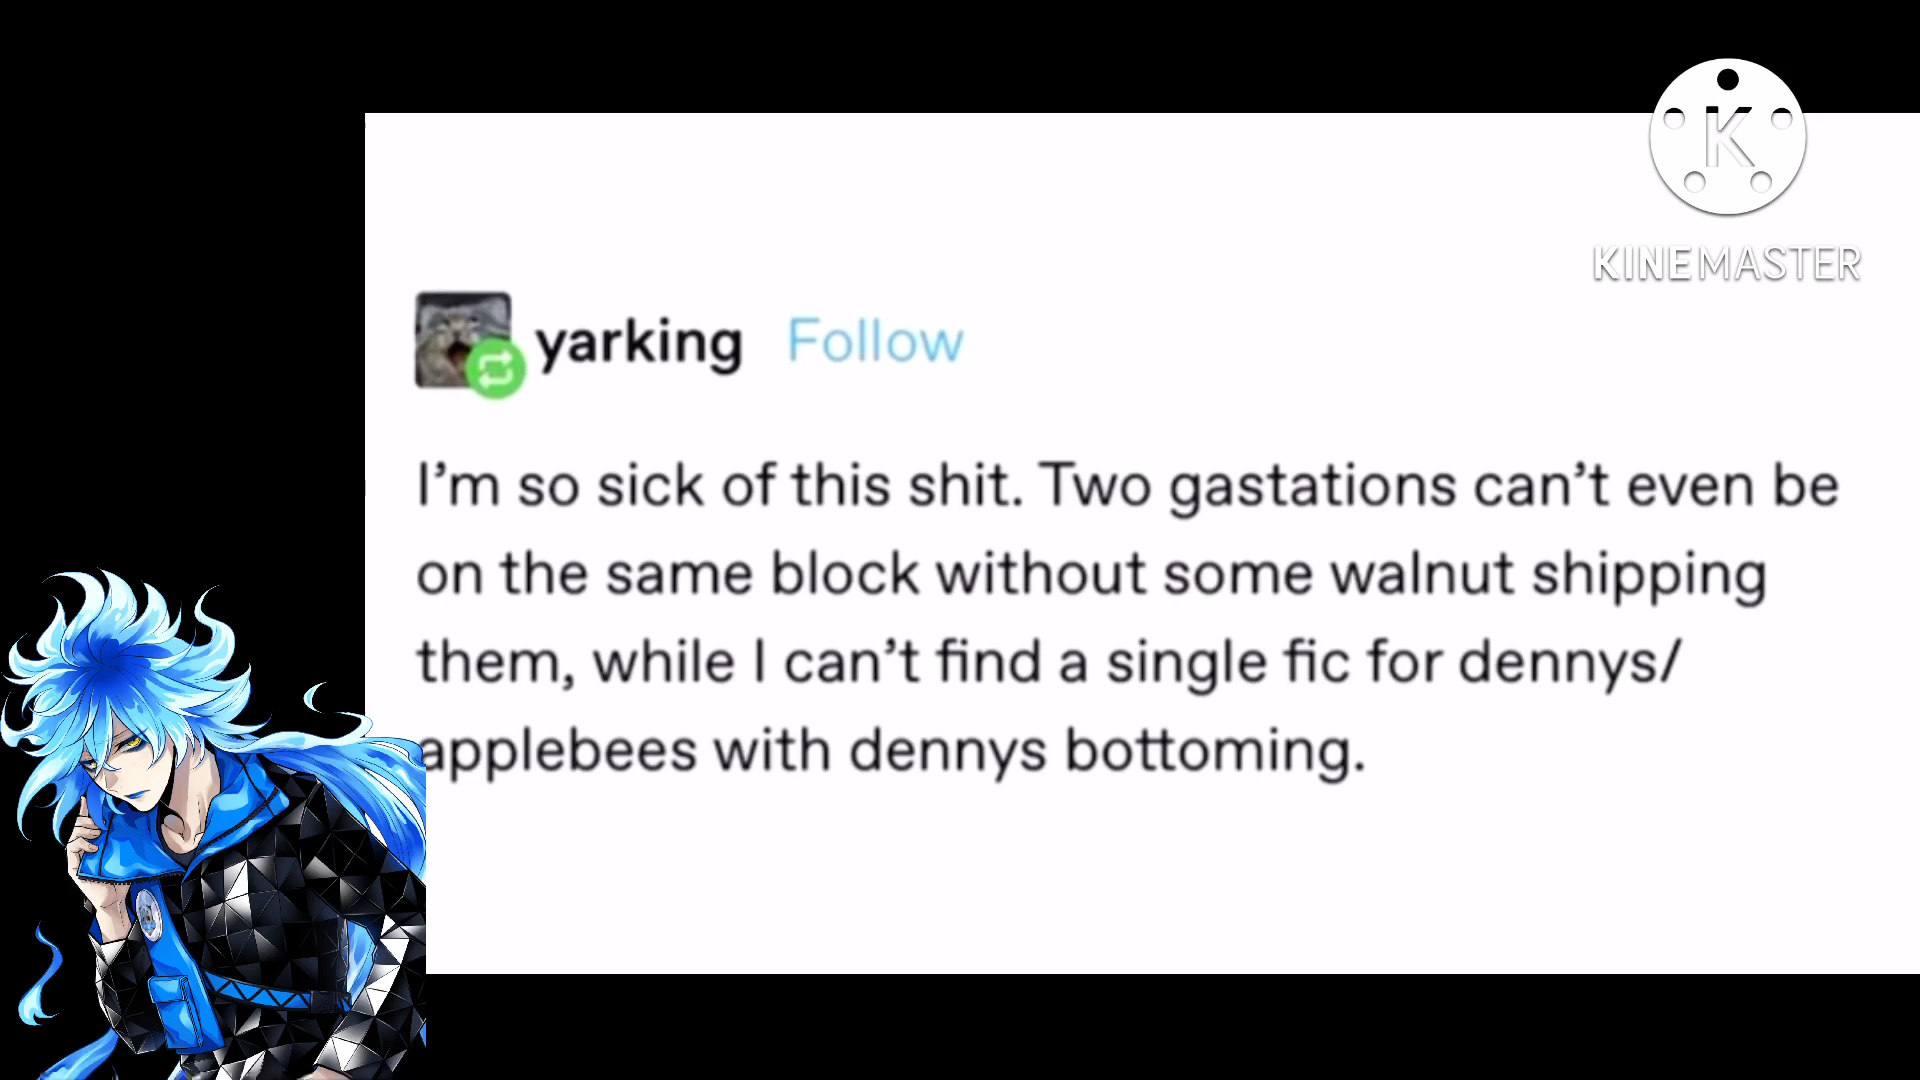 K
KINEMASTER
yarking Follow
I’m so sick of this shit. Two gastations can’t even be
on the same block without some walnut shipping
them, while I can’t find a single fic for dennys/
applebees with dennys bottoming.